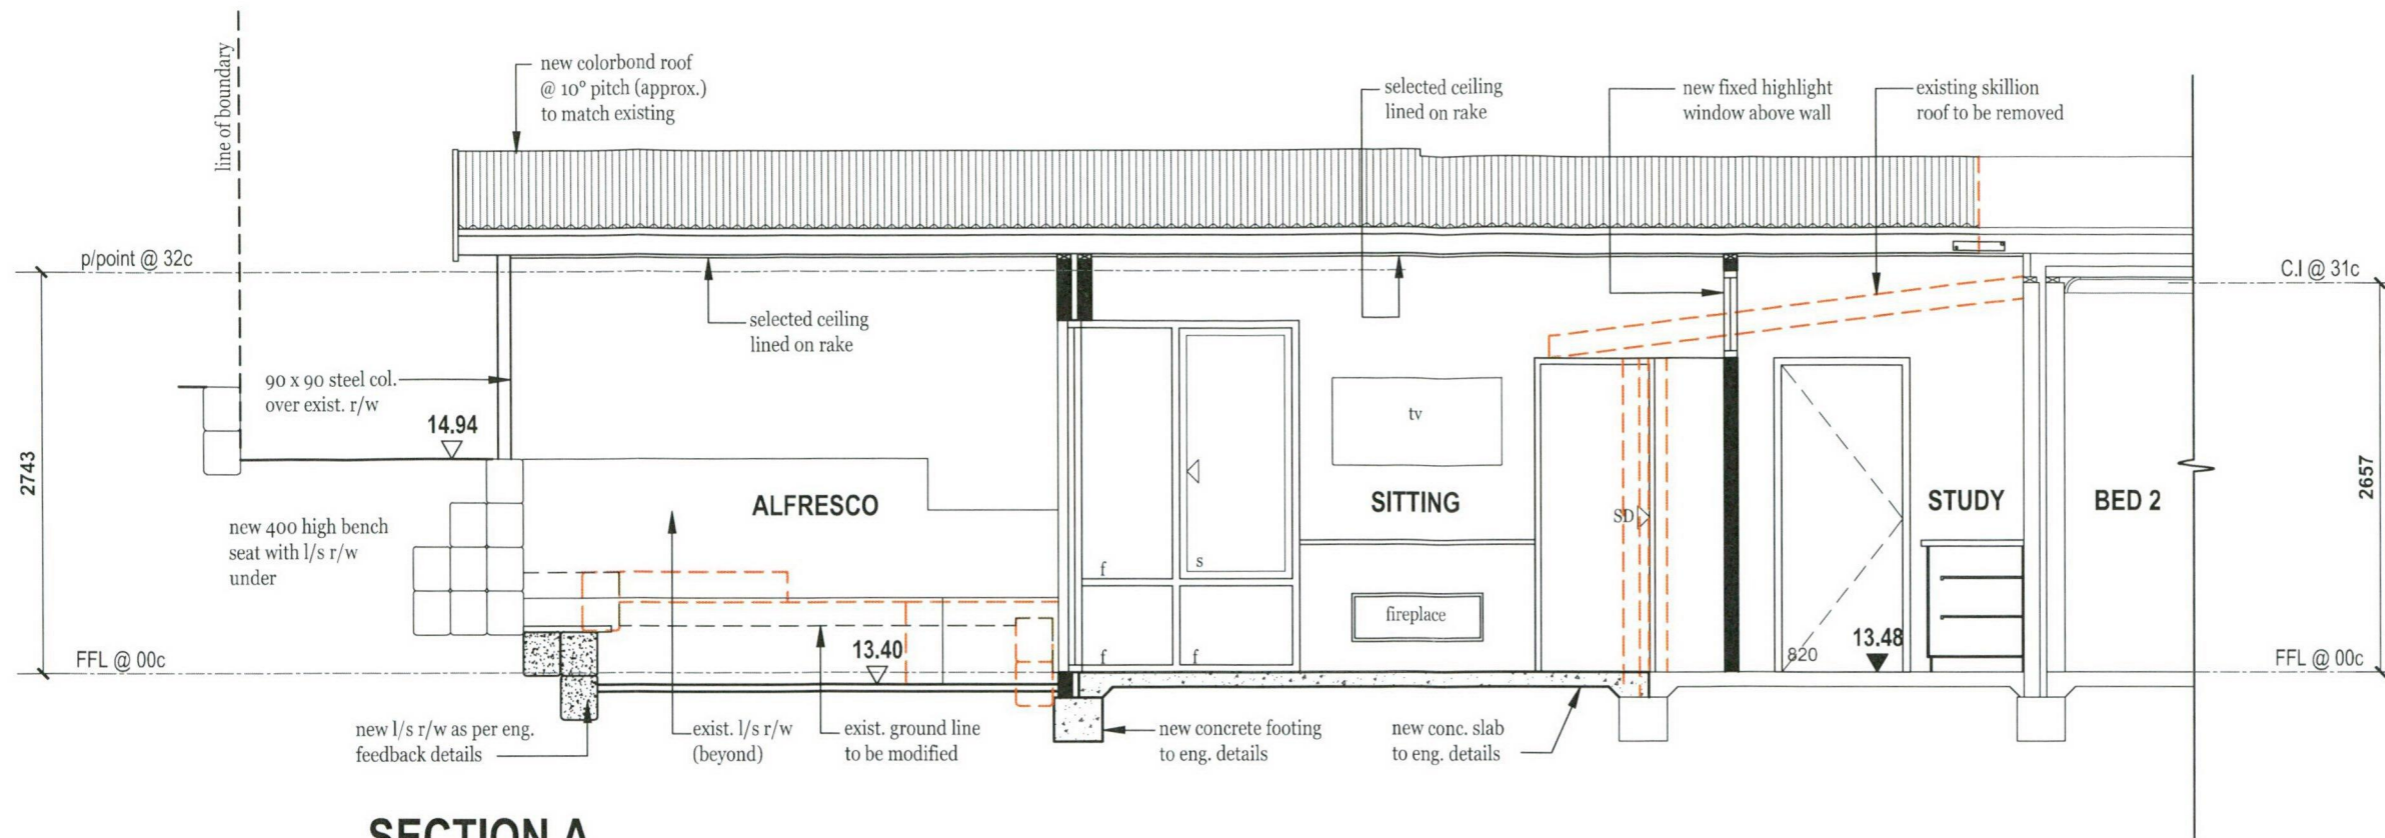 line of boundary
new colorbond roof
@ 10° pitch (approx.)
to match existing
selected ceiling
lined on rake
new fixed highlight
window above wall
existing skillion
roof to be removed
p/point @ 32c
C.I @ 31c
selected ceiling
lined on rake
90 x 90 steel col.
over exist. r/w
14.94
tv
2743
2657
ALFRESCO
SITTING
SD
STUDY
BED 2
new 400 high bench
seat with l/s r/w
under
f
s
fireplace
13.40
13.48
820
f
f
FFL @ 00c
FFL @ 00c
new l/s r/w as per eng.
feedback details
exist. l/s r/w
(beyond)
exist. ground line
to be modified
new concrete footing
to eng. details
new conc. slab
to eng. details
SECTION A